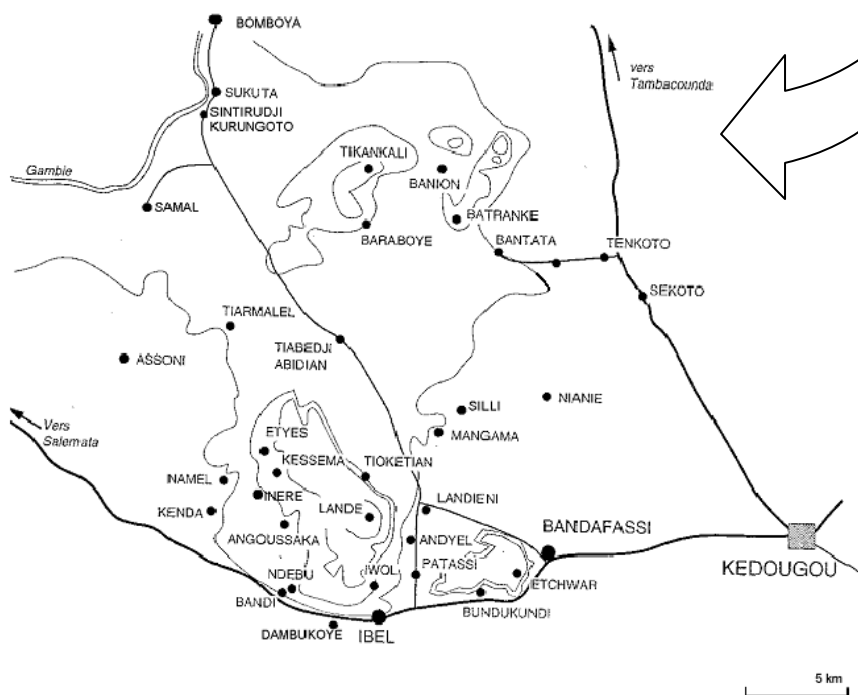 BOMBOYA
vers
Tambacounda
SUKUTA
SINTIRUDJI
KURUNGOTO
TIKANKALI
BANION
Gambie
SAMAL
BATRANKE
BARABOYE
BANTATA
TENKOTO
SEKOTO
TIARMALEL
TIABEDJI
ABIDIAN
ASSONI
NIANIE
SILLI
MANGAMA
Vers
Salemata
ETYES
KESSEMA
TIOKETIAN
INAMEL
INERE
LANDIENI
KENDA
LANDE
BANDAFASSI
ANGOUSSAKA
ANDYEL
KEDOUGOU
NDEBU
IWOL
PATASSI
ETCHWAR
BANDI
BUNDUKUNDI
DAMBUKOYE
IBEL
5 km